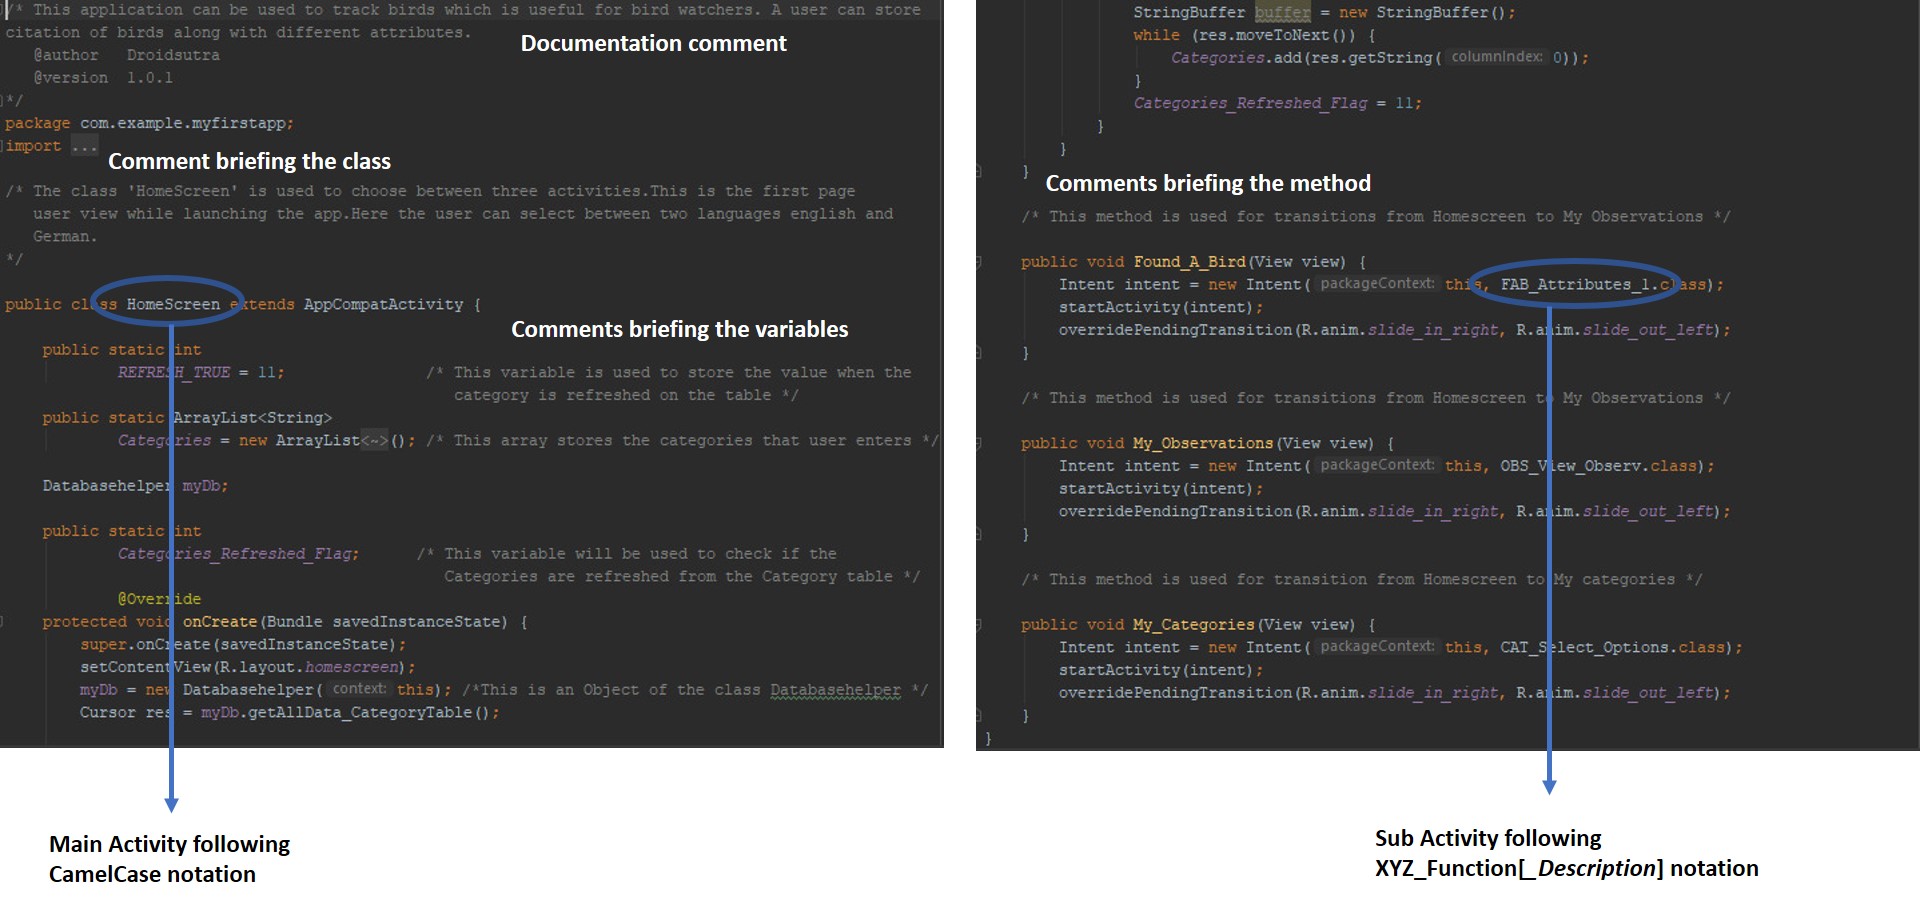 /* This application can be used to track birds which is useful for bird watchers. A user can store
citation of birds along with different attributes.
@author   Droidsutra
@version  1.0.1
*/
Documentation comment
package com.example.myfirstapp;
import ...
Comment briefing the class
/* The class 'HomeScreen' is used to choose between three activities.This is the first page
user view while launching the app.Here the user can select between two languages english and
German.
*/
public class HomeScreen extends AppCompatActivity {
Comments briefing the variables
public static int
REFRESH_TRUE = 11;               /* This variable is used to store the value when the
category is refreshed on the table */
public static ArrayList<String>
Categories = new ArrayList<~>(); /* This array stores the categories that user enters */
Databasehelper myDb;
public static int
Categories_Refreshed_Flag;      /* This variable will be used to check if the
Categories are refreshed from the Category table */
@Override
protected void onCreate(Bundle savedInstanceState) {
super.onCreate(savedInstanceState);
setContentView(R.layout.homescreen);
myDb = new Databasehelper( context: this); /*This is an Object of the class Databasehelper */
Cursor res = myDb.getAllData_CategoryTable();
Main Activity following
CamelCase notation
StringBuffer buffer = new StringBuffer();
while (res.moveToNext()) {
Categories.add(res.getString( columnIndex: 0));
}
Categories_Refreshed_Flag = 11;
}
}
}
Comments briefing the method
/* This method is used for transitions from Homescreen to My Observations */
public void Found_A_Bird(View view) {
Intent intent = new Intent( packageContext: this, FAB_Attributes_1.class);
startActivity(intent);
overridePendingTransition(R.anim.slide_in_right, R.anim.slide_out_left);
}
/* This method is used for transitions from Homescreen to My Observations */
public void My_Observations(View view) {
Intent intent = new Intent( packageContext: this, OBS_View_Observ.class);
startActivity(intent);
overridePendingTransition(R.anim.slide_in_right, R.anim.slide_out_left);
}
/* This method is used for transition from Homescreen to My categories */
public void My_Categories(View view) {
Intent intent = new Intent( packageContext: this, CAT_Select_Options.class);
startActivity(intent);
overridePendingTransition(R.anim.slide_in_right, R.anim.slide_out_left);
}
}
Sub Activity following
XYZ_Function[_Description] notation